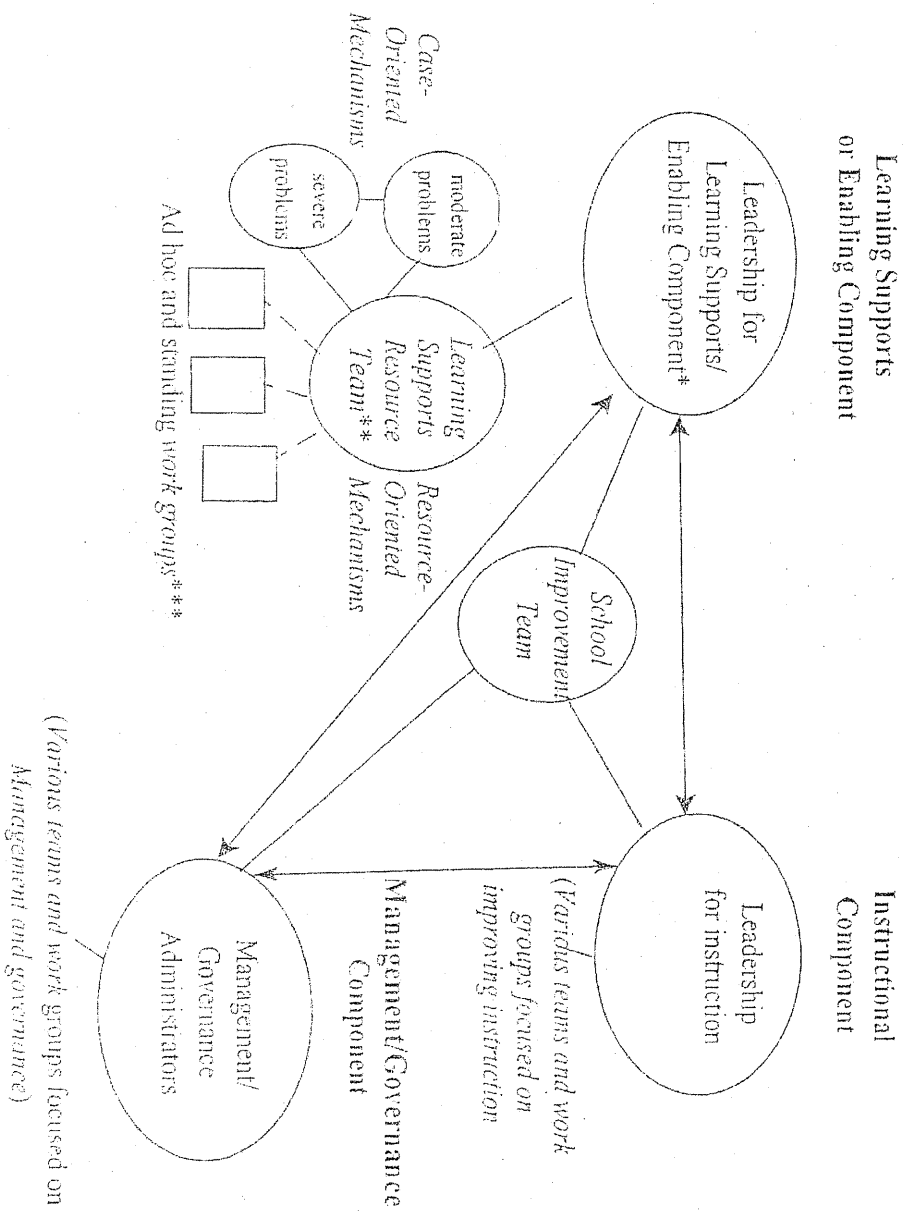 Learning Supports
or Enabling Component
Instructional
Component
Leadership for
Learning Supports/
Enabling Component*
Leadership
for instruction
(Various teams and work
groups focused on
improving instruction
School
Improvement
Team
moderate
problems
severe
problems
Case-
Oriented
Mechanisms
Learning
Supports
Resource
Team**
Resource-
Oriented
Mechanisms
Ad hoc and standing work groups***
Management/Governance
Component
Management/
Governance
Administrators
(Various teams and work groups focused on
Management and governance)